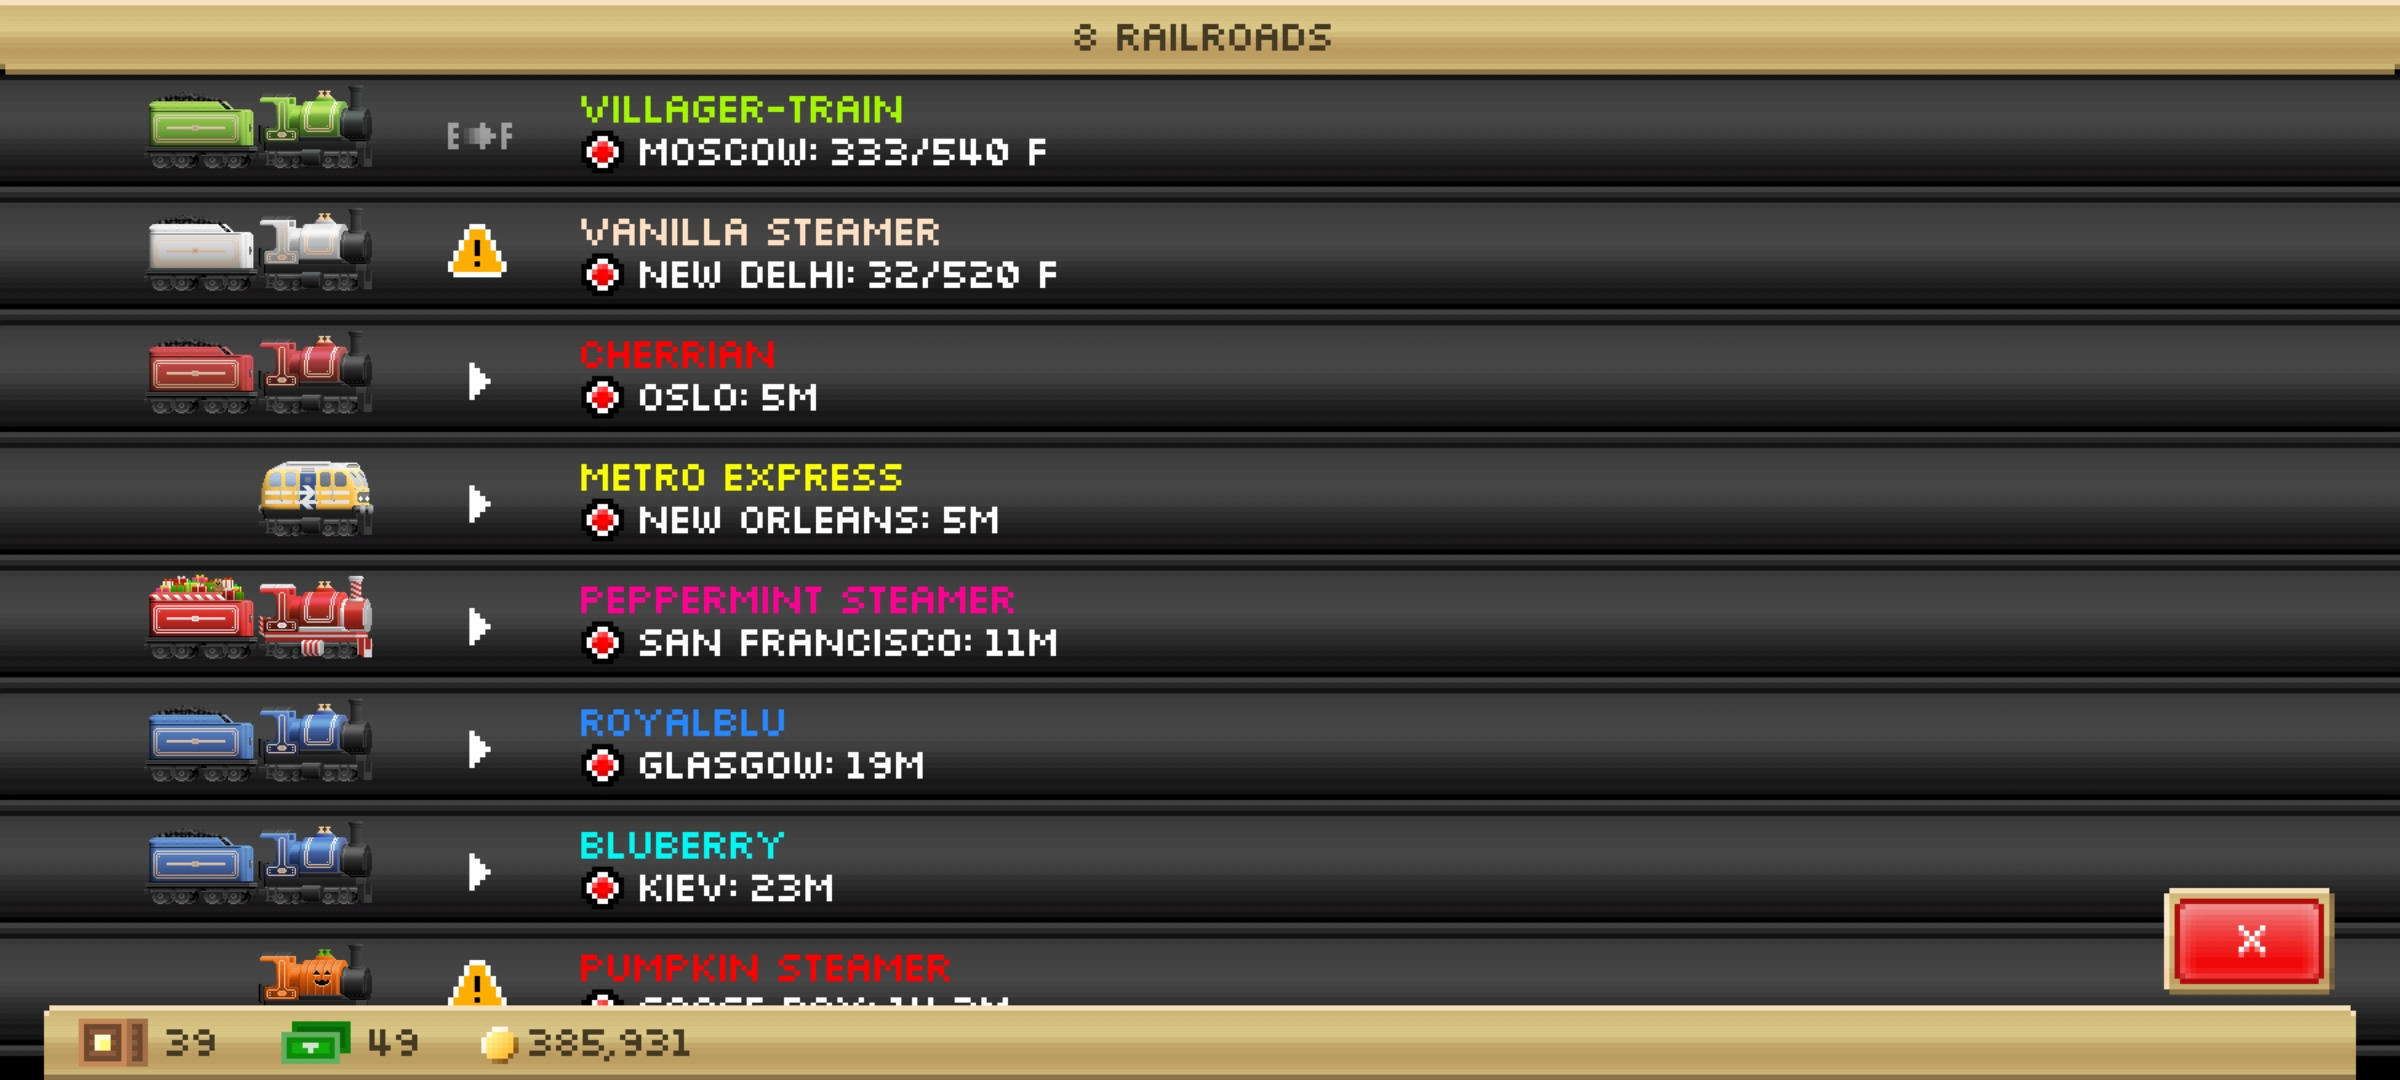 8 RAILROADS
VILLAGER-TRAIN
E F
MOSCOW: 333/540 F
VANILLA STEAMER
!
NEW DELHI: 32/520 F
CHERRIAN
OSLO: 5M
METRO EXPRESS
NEW ORLEANS: 5M
PEPPERMINT STEAMER
SAN FRANCISCO: 11M
ROYALBLU
GLASGOW: 19M
BLUBERRY
KIEV: 23M
X
PUMPKIN STEAMER
!
39 49 385,931